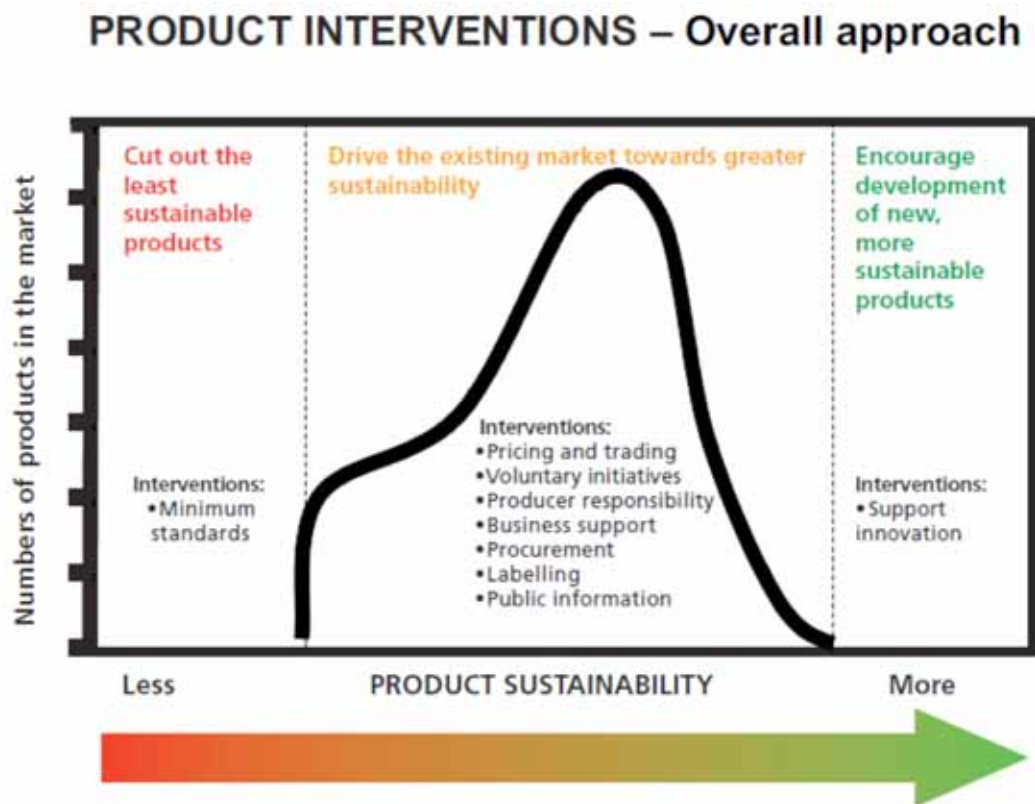 PRODUCT INTERVENTIONS – Overall approach
Numbers of products in the market
Cut out the
least
sustainable
products
Interventions:
•Minimum
standards
Drive the existing market towards greater
sustainability
Interventions:
•Pricing and trading
•Voluntary initiatives
•Producer responsibility
•Business support
•Procurement
•Labelling
•Public information
Encourage
development
of new,
more
sustainable
products
Interventions:
•Support
innovation
Less
PRODUCT SUSTAINABILITY
More